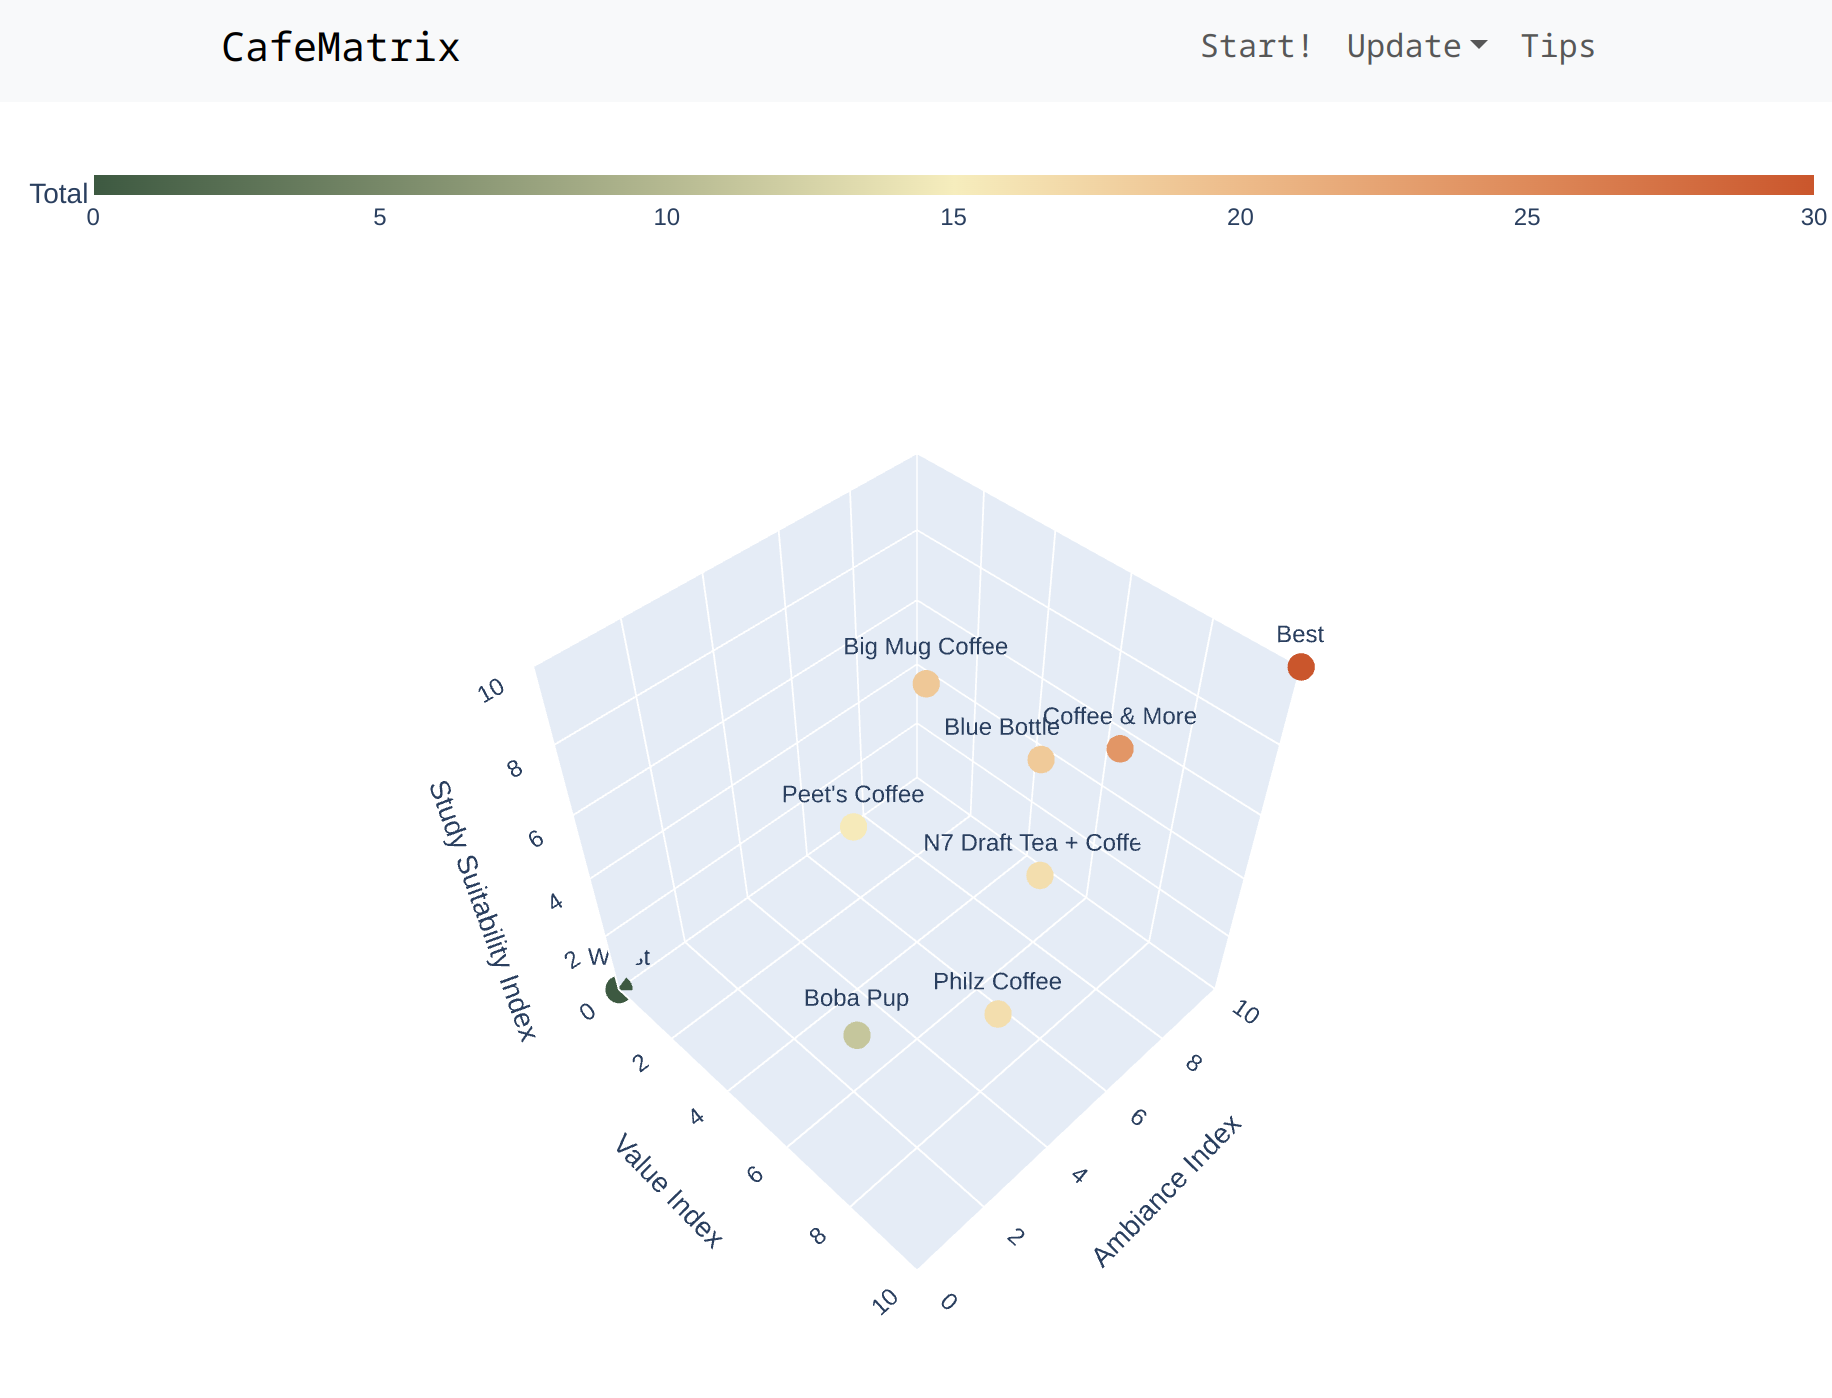 CafeMatrix
Start! Update Tips
Total
0 5 10 15 20 25 30
Best
Big Mug Coffee
Coffee & More
Blue Bottle
Peet's Coffee
N7 Draft Tea + Coffe
Philz Coffee
Boba Pup
Study Suitability Index
10
8
6
4
2
0
Value Index
2
4
6
8
10
Ambiance Index
0
2
4
6
8
10